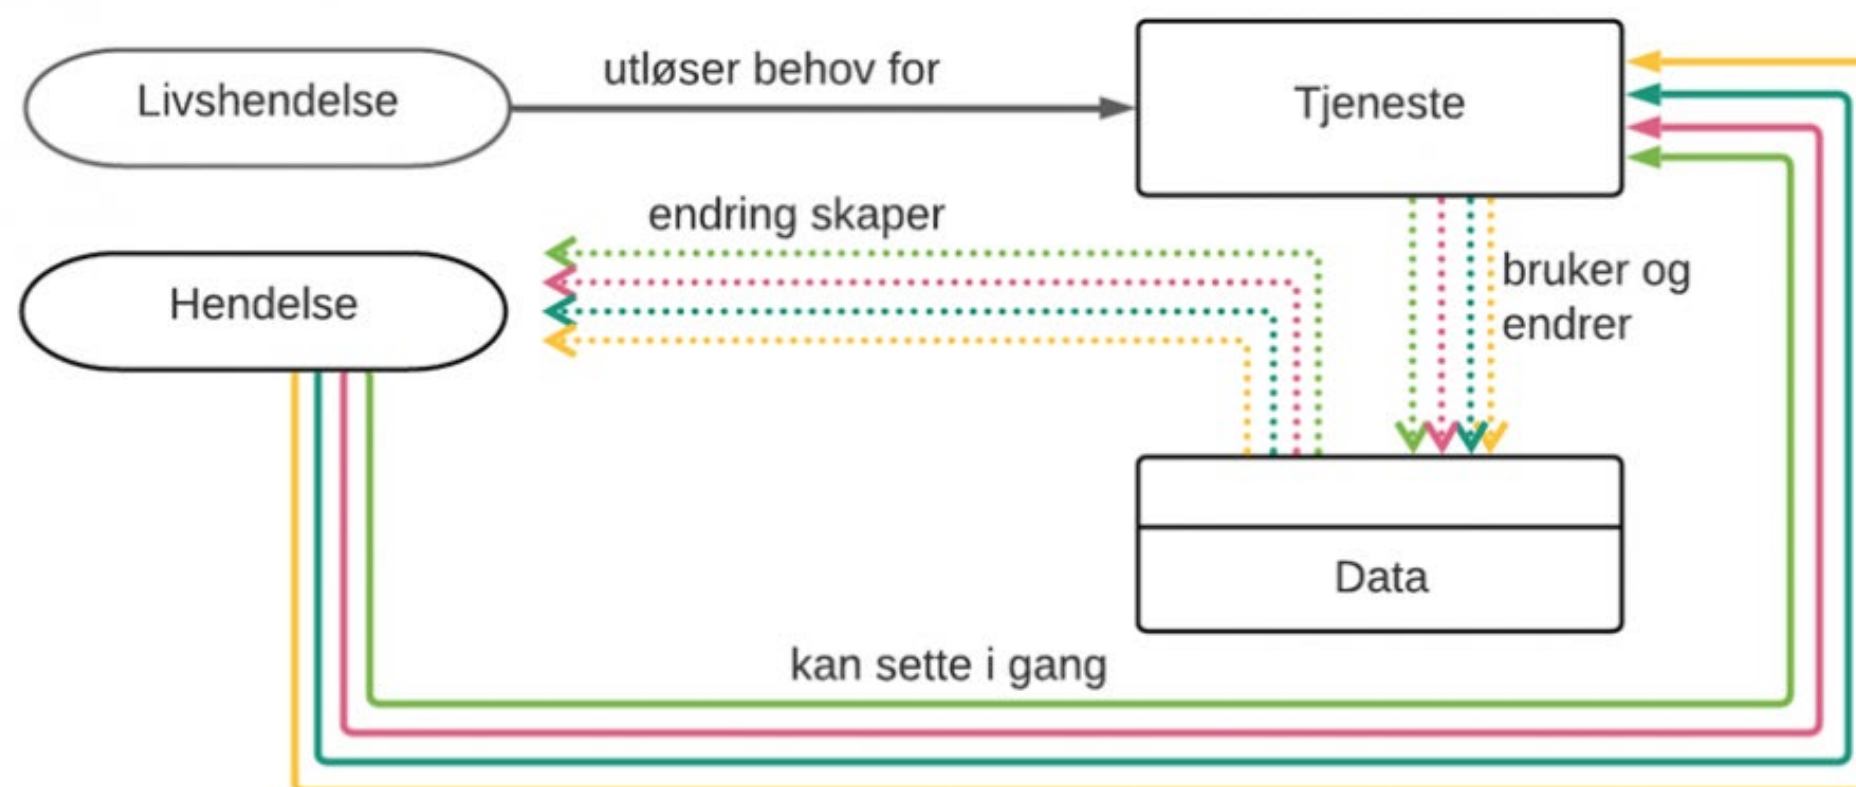 Livshendelse
utløser behov for
Tjeneste
endring skaper
Hendelse
bruker og
endrer
Data
kan sette i gang